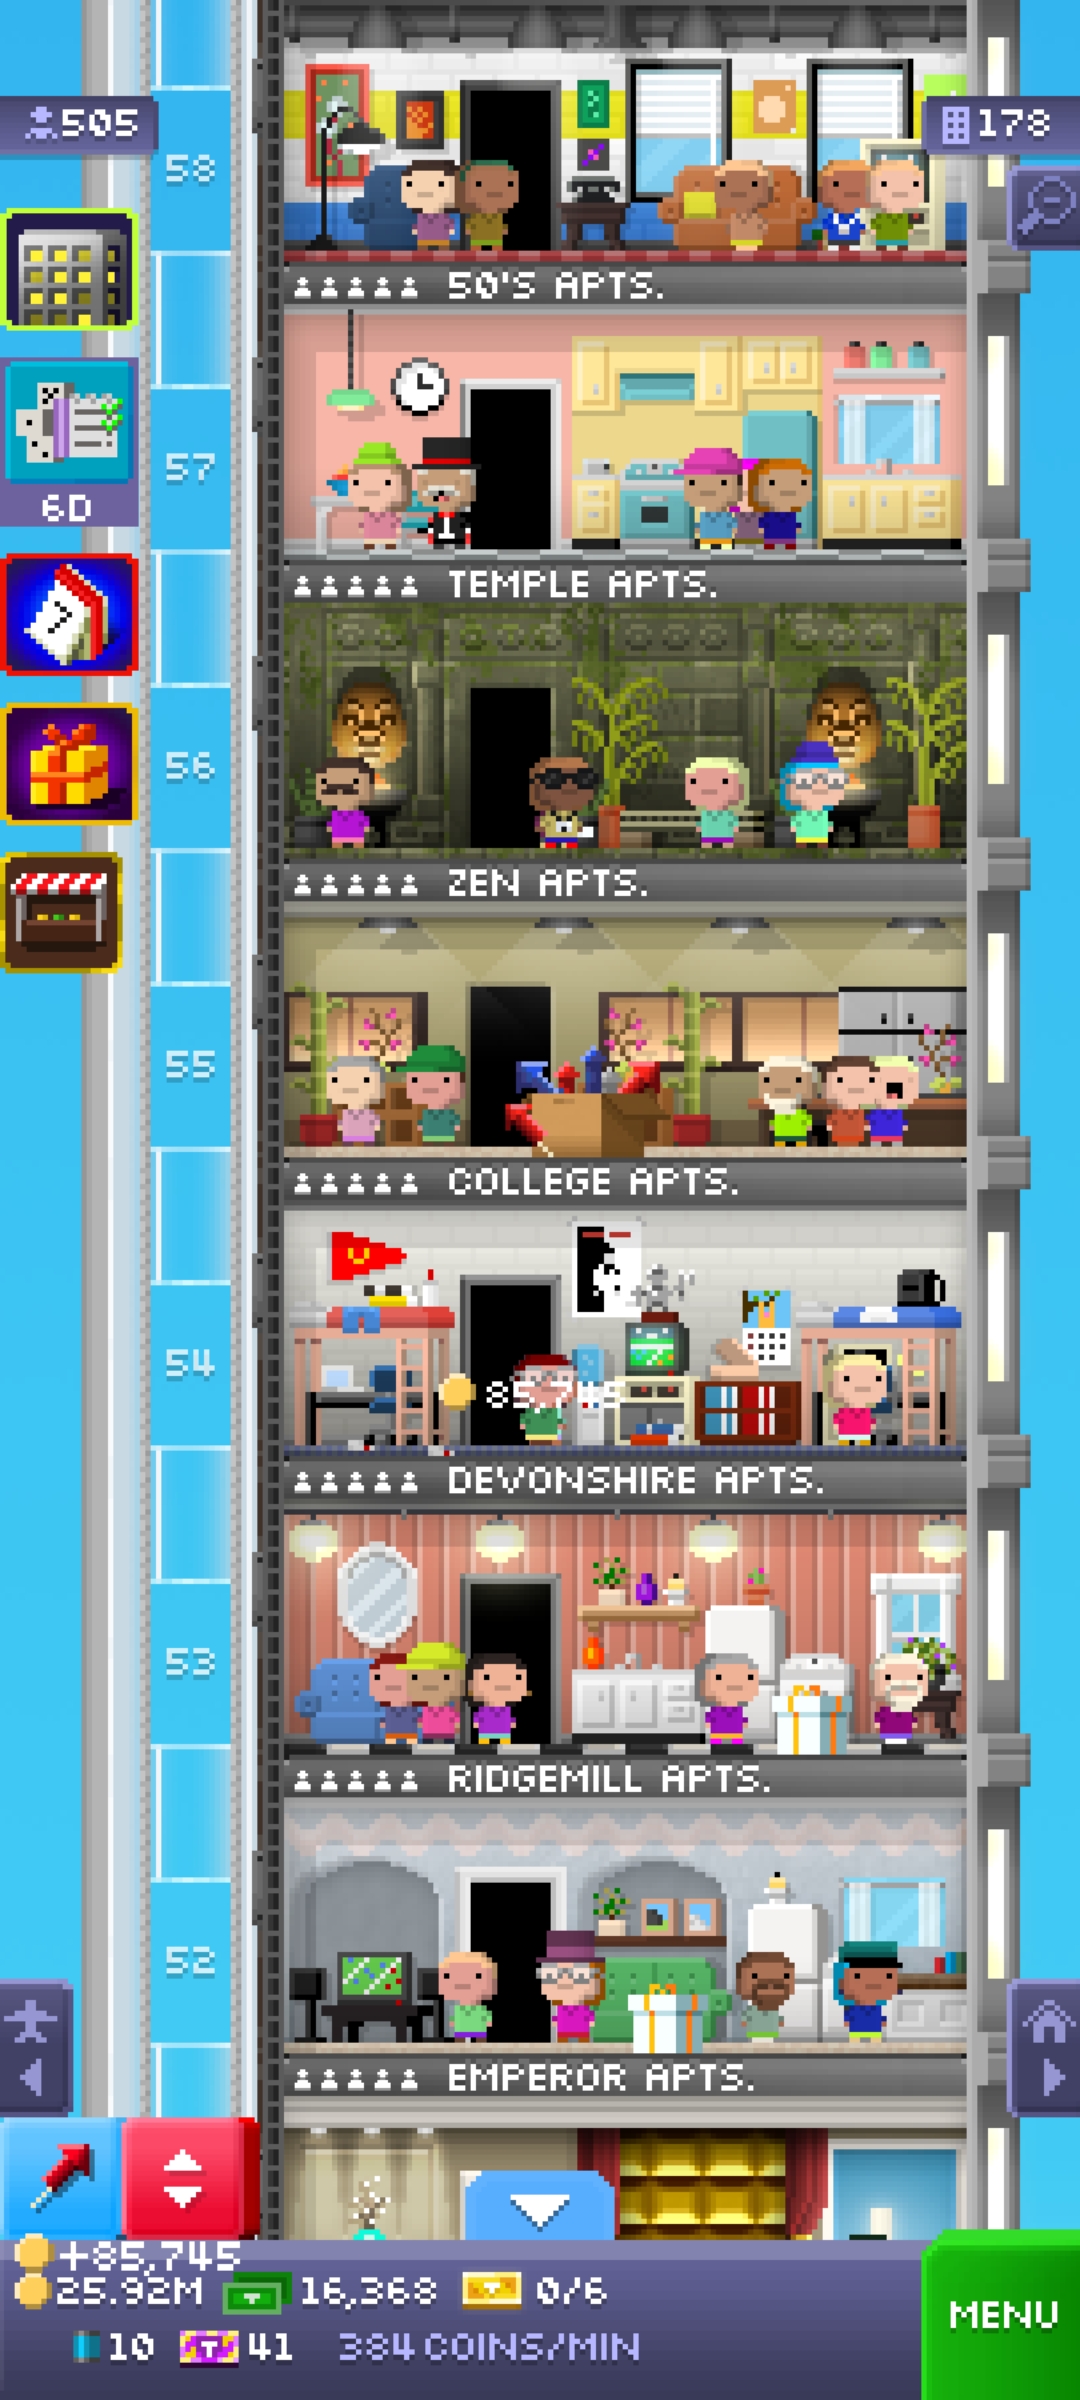 505
178
58
50'S APTS.
57
6D
TEMPLE APTS.
7
56
ZEN APTS.
55
COLLEGE APTS.
54
85,745
DEVONSHIRE APTS.
53
RIDGEMILL APTS.
52
EMPEROR APTS.
+85,745
25.92M 16,368 0/6
MENU
10 T 41 384 COINS/MIN